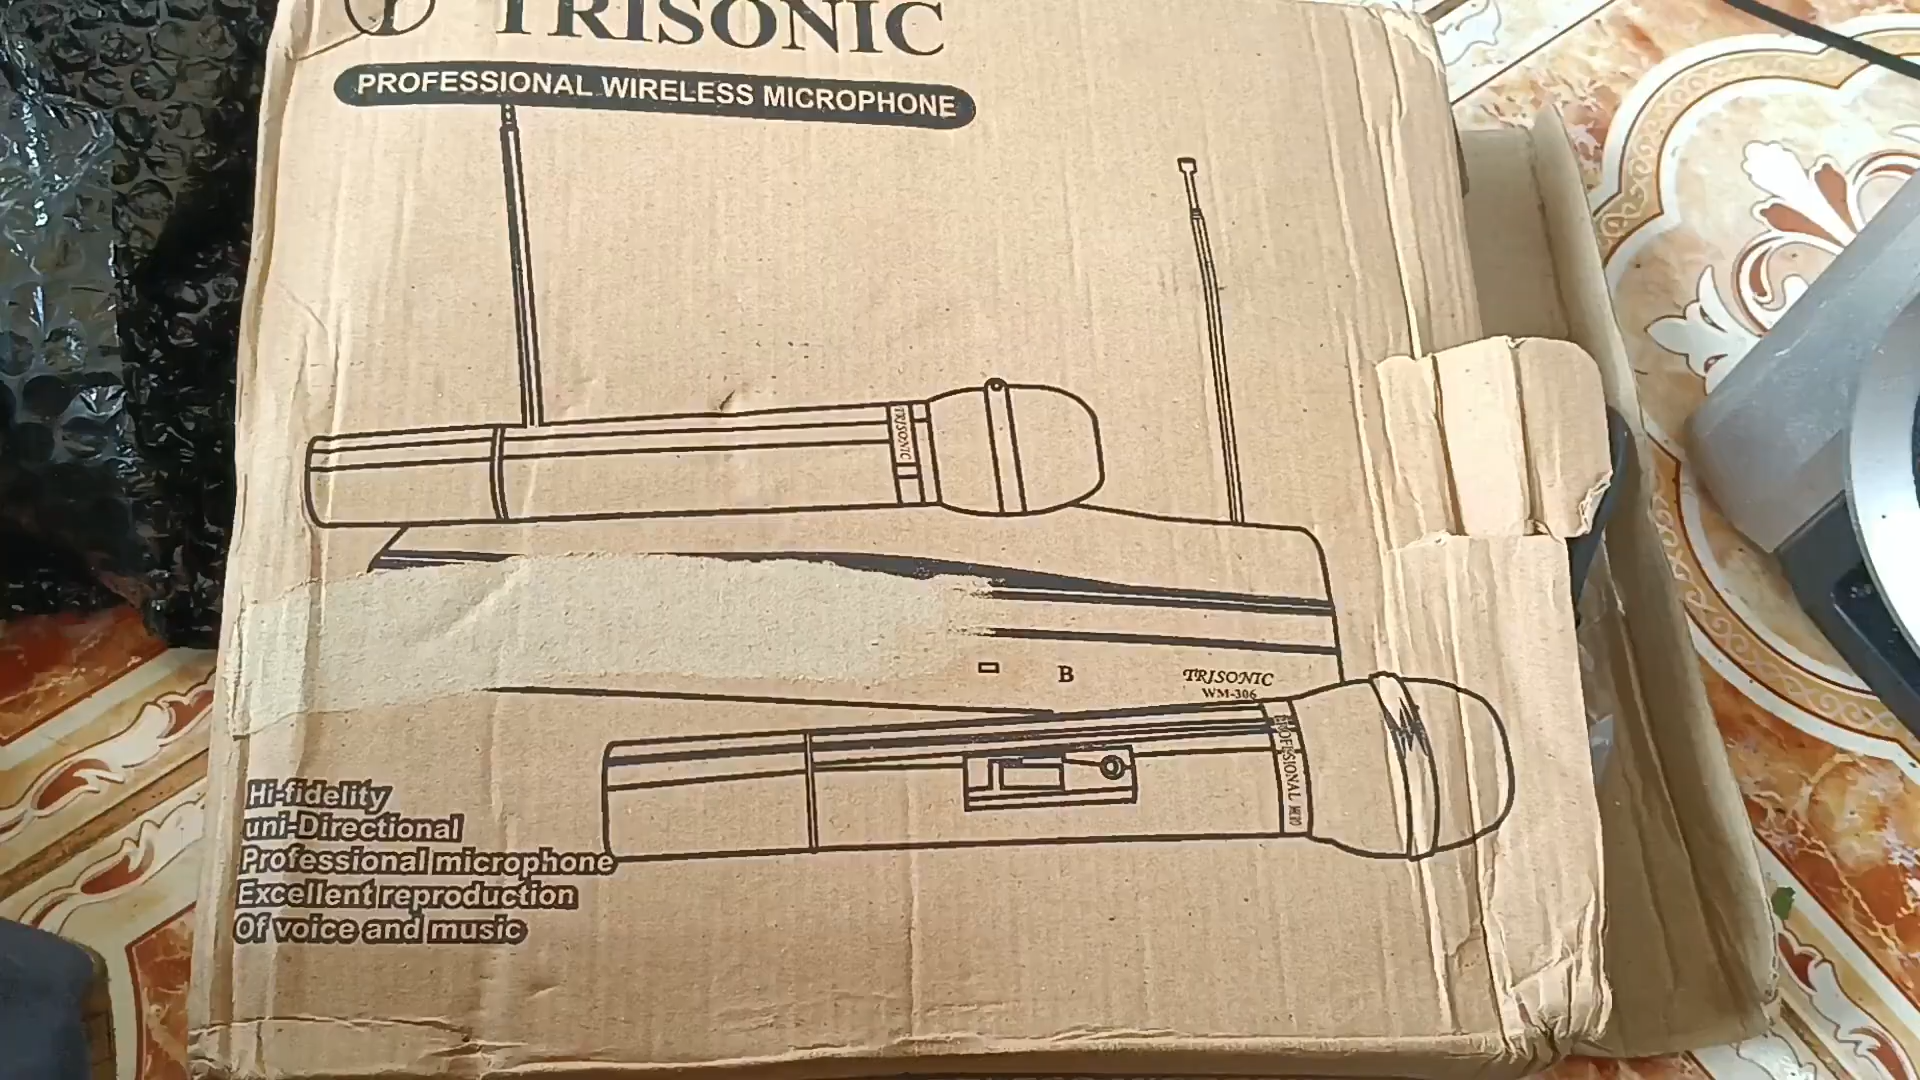 TRISONIC
PROFESSIONAL WIRELESS MICROPHONE
TRISONIC
B
TRISONIC
WM-306
Hi-fidelity
uni-Directional
Professional microphone
Excellent reproduction
Of voice and music